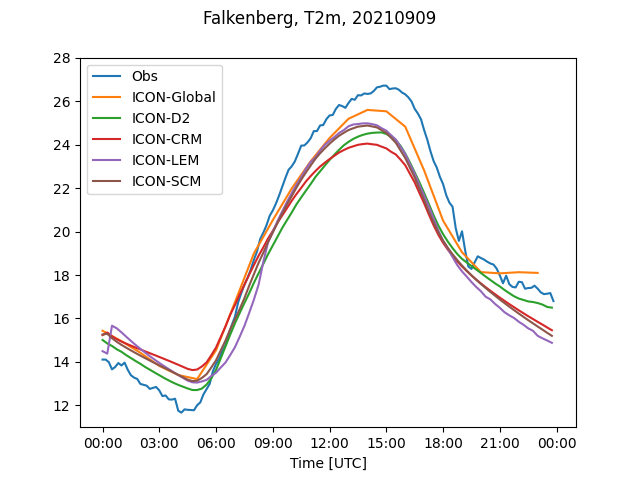 Falkenberg, T2m, 20210909
Obs
ICON-Global
ICON-D2
ICON-CRM
ICON-LEM
ICON-SCM
28
26
24
22
20
18
16
14
12
00:00 03:00 06:00 09:00 12:00 15:00 18:00 21:00 00:00
Time [UTC]